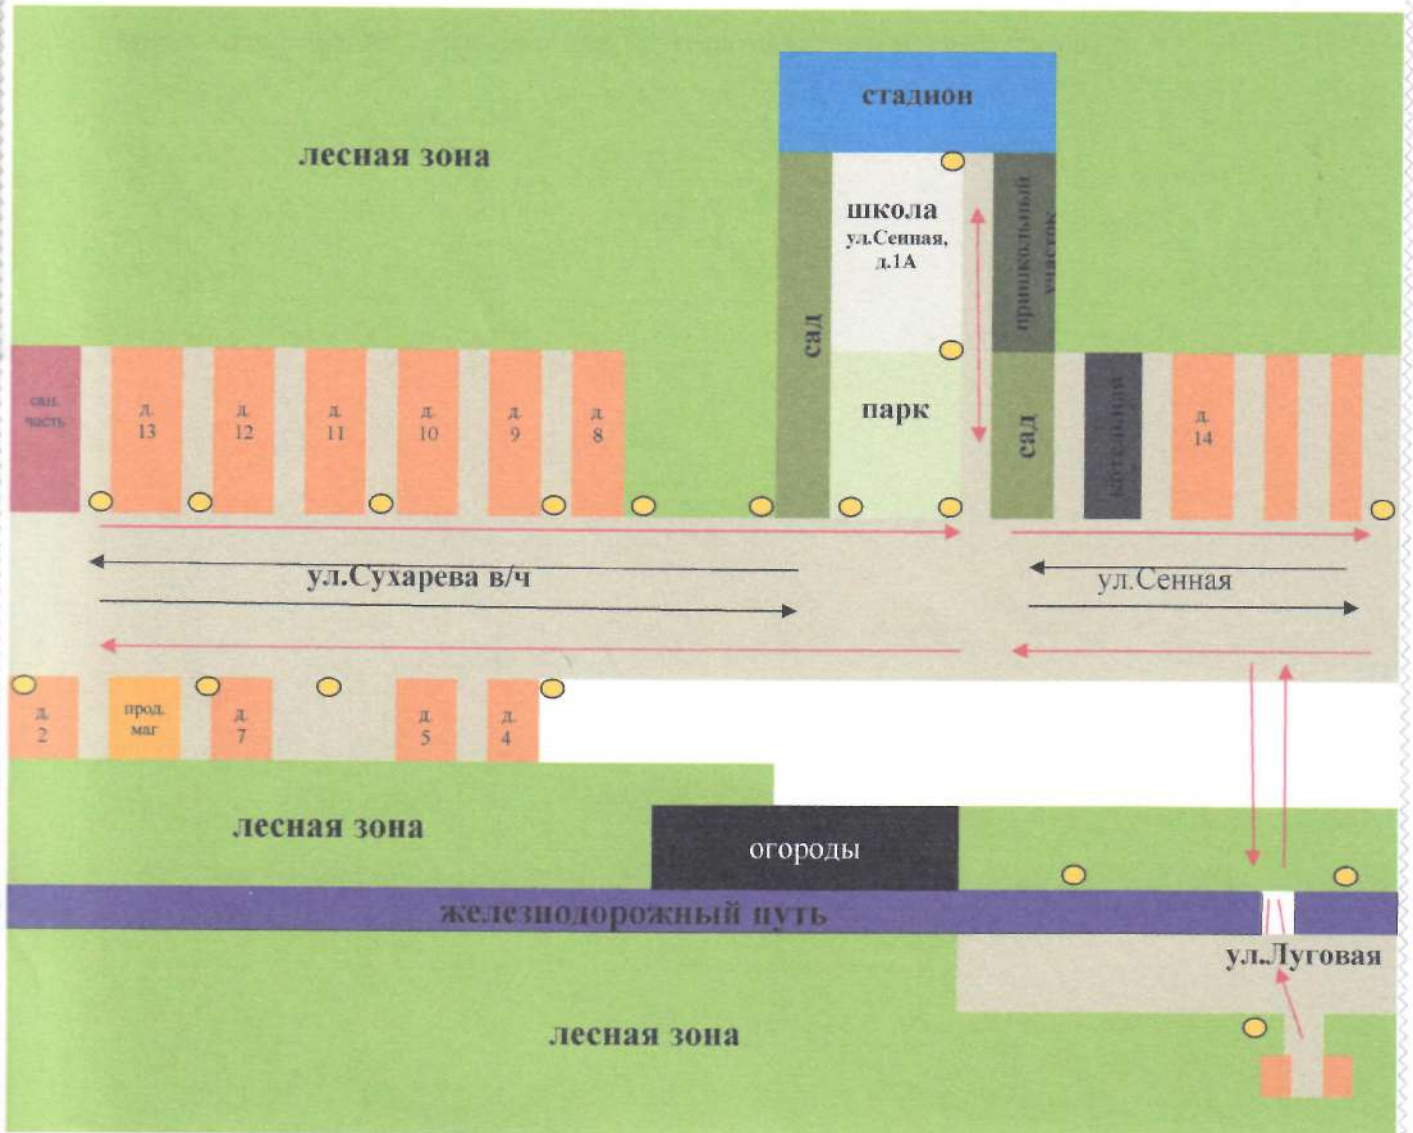 стадион
лесная зона
школа
ул.Сенная,
д.1А
пришкольный
участок
сад
парк
сад
сан.
часть
д.
13
д.
12
д.
11
д.
10
д.
9
д.
8
котельная
д.
14
ул.Сухарева в/ч
ул.Сенная
д.
2
прод.
маг
д.
7
д.
5
д.
4
лесная зона
огороды
железнодорожный путь
ул.Луговая
лесная зона